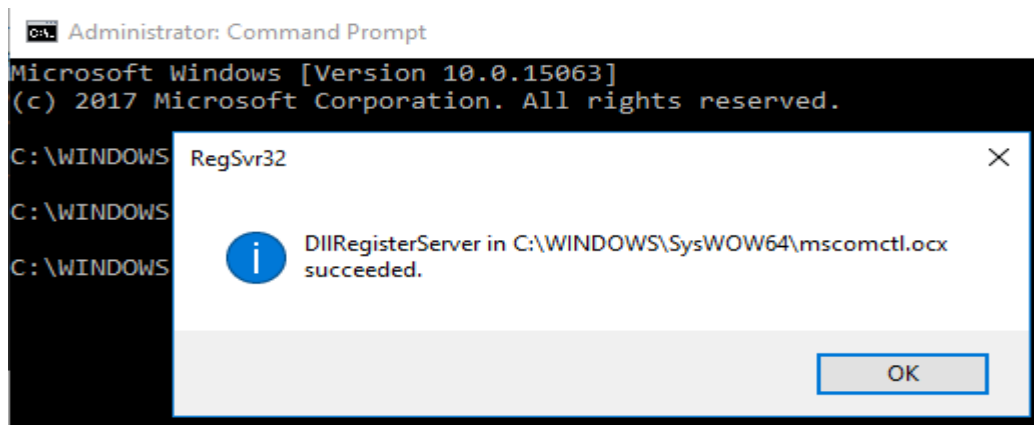 Administrator: Command Prompt
Microsoft Windows [Version 10.0.15063]
(c) 2017 Microsoft Corporation. All rights reserved.
C:\WINDOWS
RegSvr32
C:\WINDOWS
DllRegisterServer in C:\WINDOWS\SysWOW64\mscomctl.ocx
succeeded.
C:\WINDOWS
OK